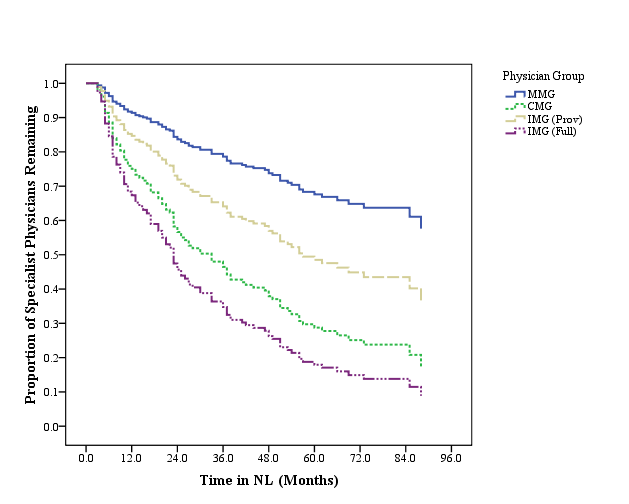 Physician Group
MMG
CMG
IMG (Prov)
IMG (Full)
Proportion of Specialist Physicians Remaining
1.0
0.9
0.8
0.7
0.6
0.5
0.4
0.3
0.2
0.1
0.0
0.0 12.0 24.0 36.0 48.0 60.0 72.0 84.0 96.0
Time in NL (Months)